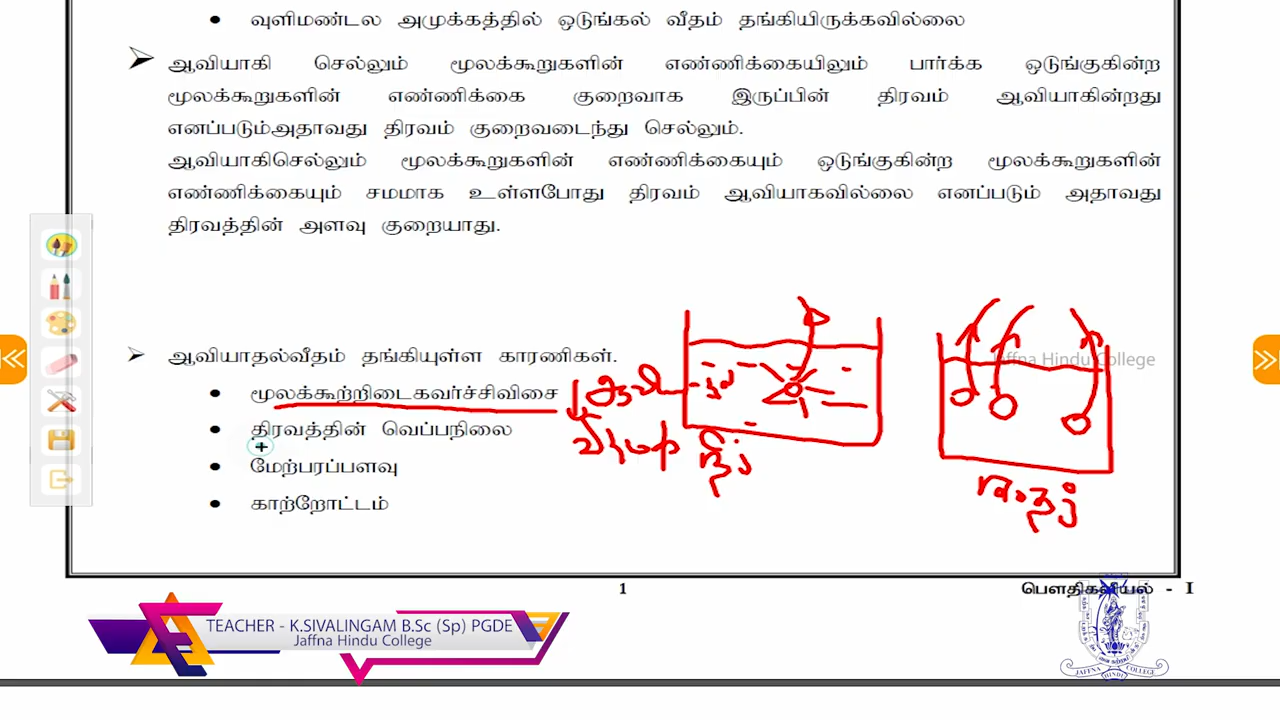 வுளிமண்டல அமுக்கத்தில் ஒடுங்கல் வீதம் தங்கியிருக்கவில்லை
ஆவியாகி செல்லும் மூலக்கூறுகளின் எண்ணிக்கையிலும் பார்க்க ஒடுங்குகின்ற
மூலக்கூறுகளின் எண்ணிக்கை குறைவாக இருப்பின் திரவம் ஆவியாகின்றது
எனப்படும்அதாவது திரவம் குறைவடைந்து செல்லும்.
ஆவியாகிசெல்லும் மூலக்கூறுகளின் எண்ணிக்கையும் ஒடுங்குகின்ற மூலக்கூறுகளின்
எண்ணிக்கையும் சமமாக உள்ளபோது திரவம் ஆவியாகவில்லை எனப்படும் அதாவது
திரவத்தின் அளவு குறையாது.
ஆவியாதல்வீதம் தங்கியுள்ள காரணிகள்.
மூலக்கூற்றிடைகவர்ச்சிவிசை
திரவத்தின் வெப்பநிலை
மேற்பரப்பளவு
காற்றோட்டம்
Jaffna Hindu College
1 பௌதிகவியல் - I
TEACHER - K.SIVALINGAM B.Sc (Sp) PGDE
Jaffna Hindu College
JAFFNA HINDU COLLEGE